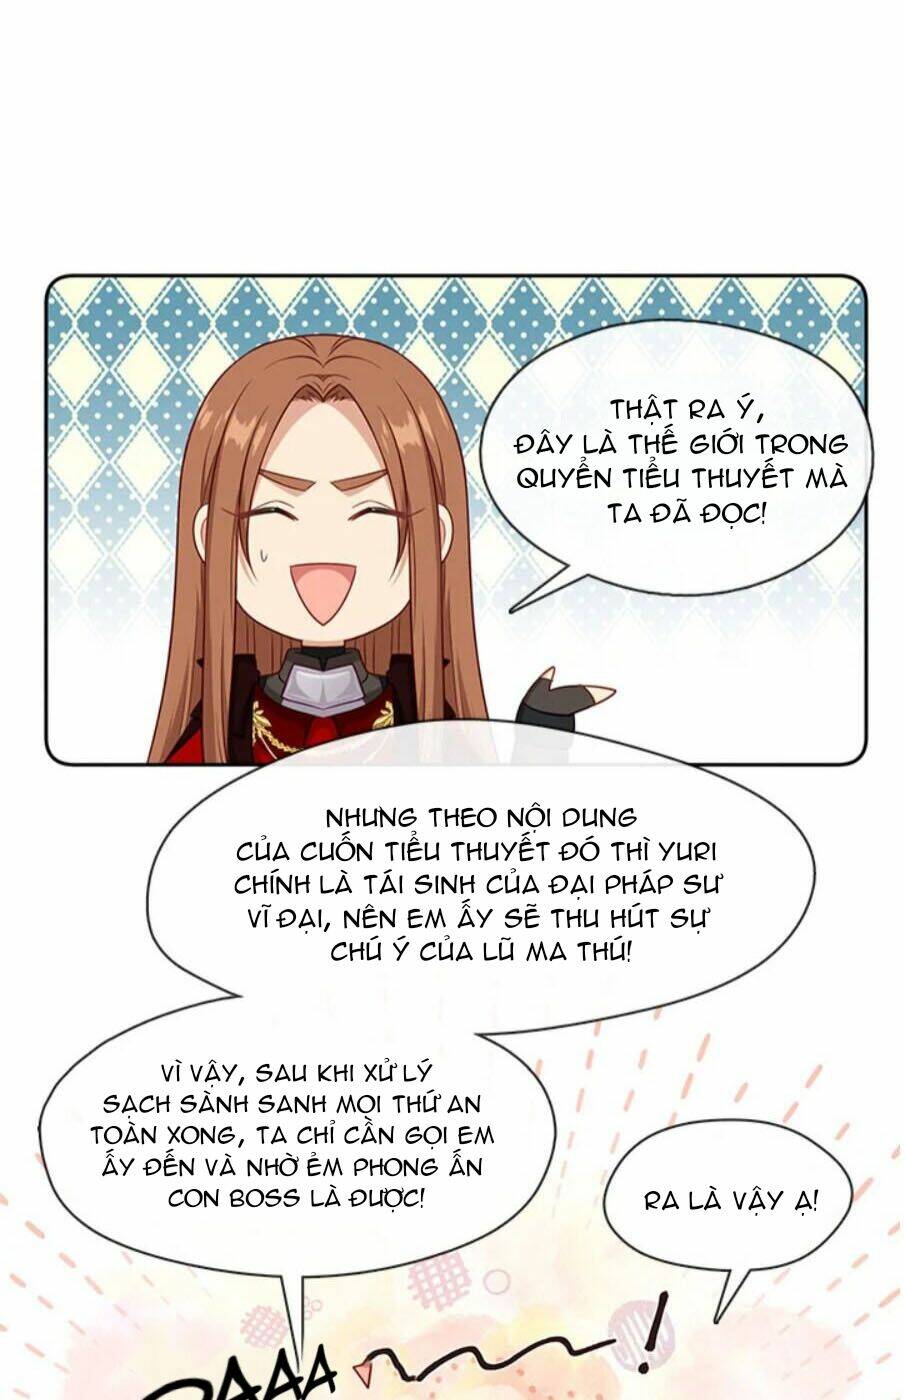 THẬT RA Ý,
ĐÂY LÀ THẾ GIỚI TRONG
QUYỂN TIỂU THUYẾT MÀ
TA ĐÃ ĐỌC!
NHƯNG THEO NỘI DUNG
CỦA CUỐN TIỂU THUYẾT ĐÓ THÌ YURI
CHÍNH LÀ TÁI SINH CỦA ĐẠI PHÁP SƯ
VĨ ĐẠI, NÊN EM ẤY SẼ THU HÚT SỰ
CHÚ Ý CỦA LŨ MA THÚ!
VÌ VẬY, SAU KHI XỬ LÝ
SẠCH SÀNH SANH MỌI THỨ AN
TOÀN XONG, TA CHỈ CẦN GỌI EM
ẤY ĐẾN VÀ NHỜ ẺM PHONG ẤN
CON BOSS LÀ ĐƯỢC!
RA LÀ VẬY Ạ!